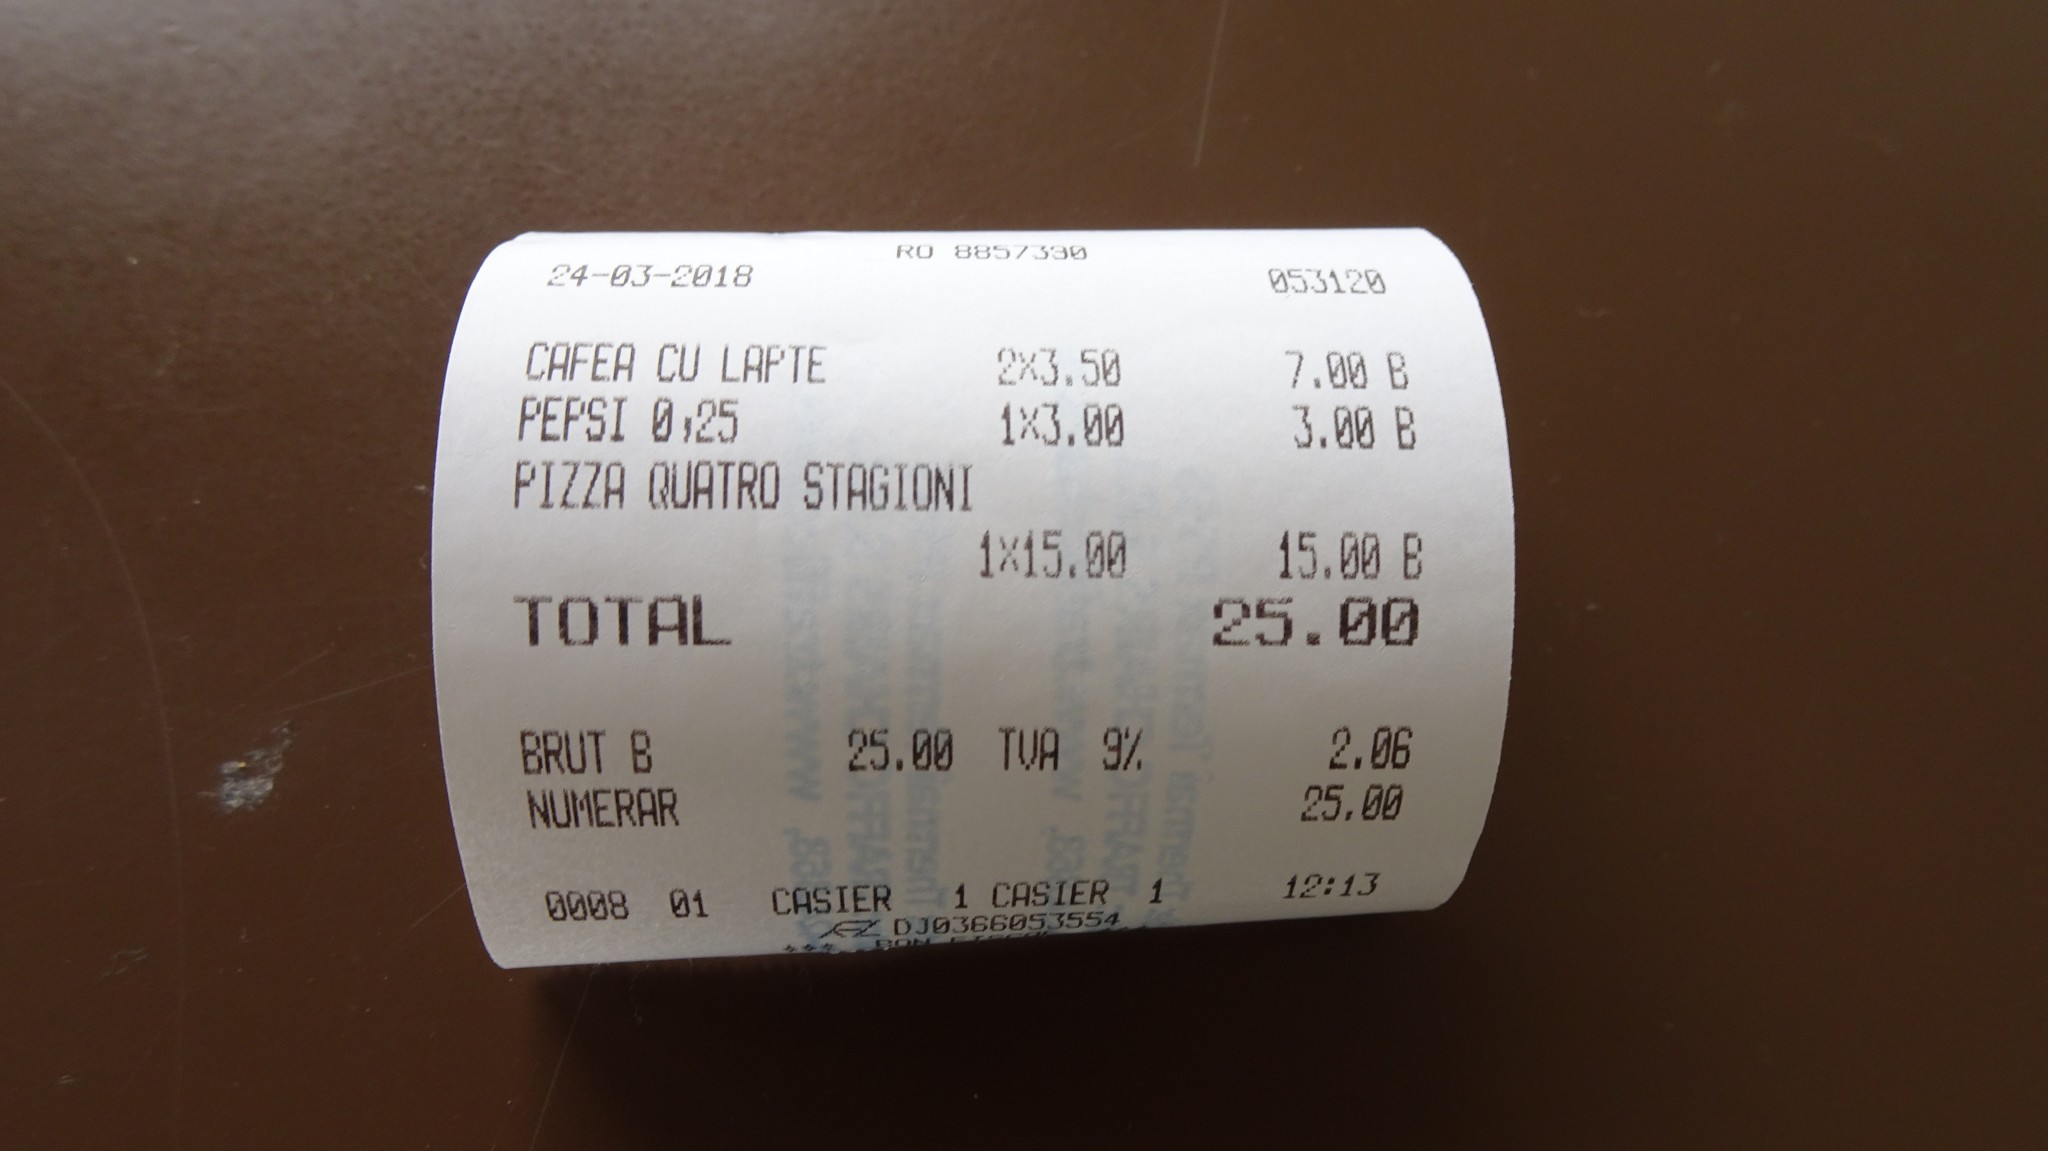 RO 8857390
24-03-2018 053120
CAFEA CU LAPTE 2X3.50 7.00 B
PEPSI 0,25 1X3.00 3.00 B
PIZZA QUATRO STAGIONI
1X15.00 15.00 B
TOTAL 25.00
BRUT B 25.00 TVA 9% 2.06
NUMERAR 25.00
0008 01 CASIER 1 CASIER 1 12:13
DJ0366053554
*** BON